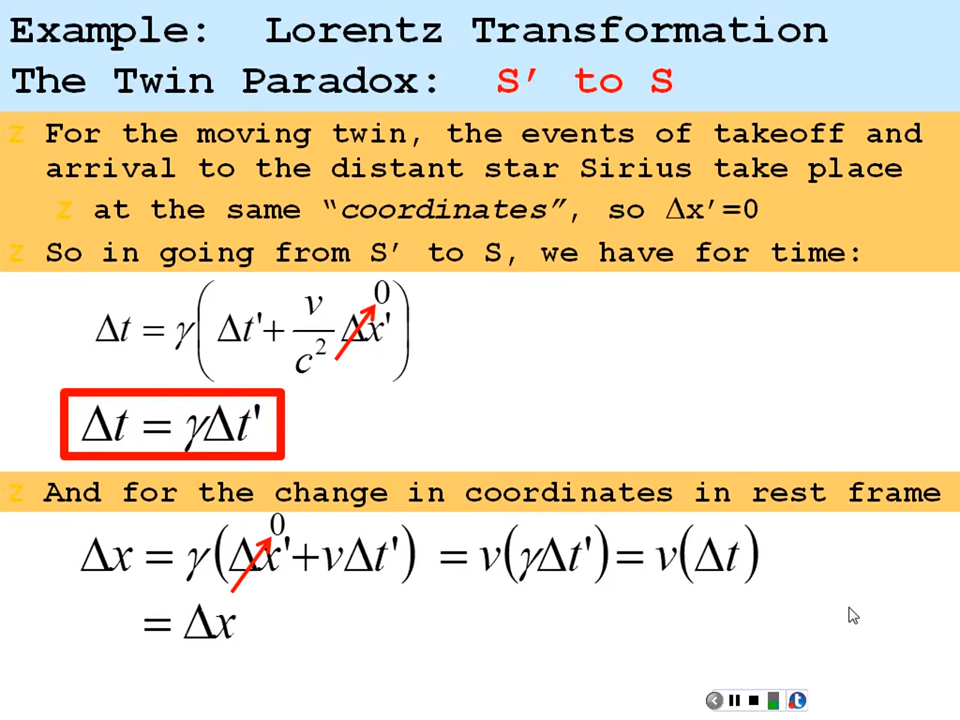 Example: Lorentz Transformation
The Twin Paradox: S’ to S
Z For the moving twin, the events of takeoff and
arrival to the distant star Sirius take place
Z at the same “coordinates”, so Δx’=0
Z So in going from S’ to S, we have for time:
Δt = γ(Δt'+ v/c² Δx') 0
Δt = γΔt'
Z And for the change in coordinates in rest frame
Δx = γ(Δx'+vΔt') = v(γΔt') = v(Δt) 0
= Δx